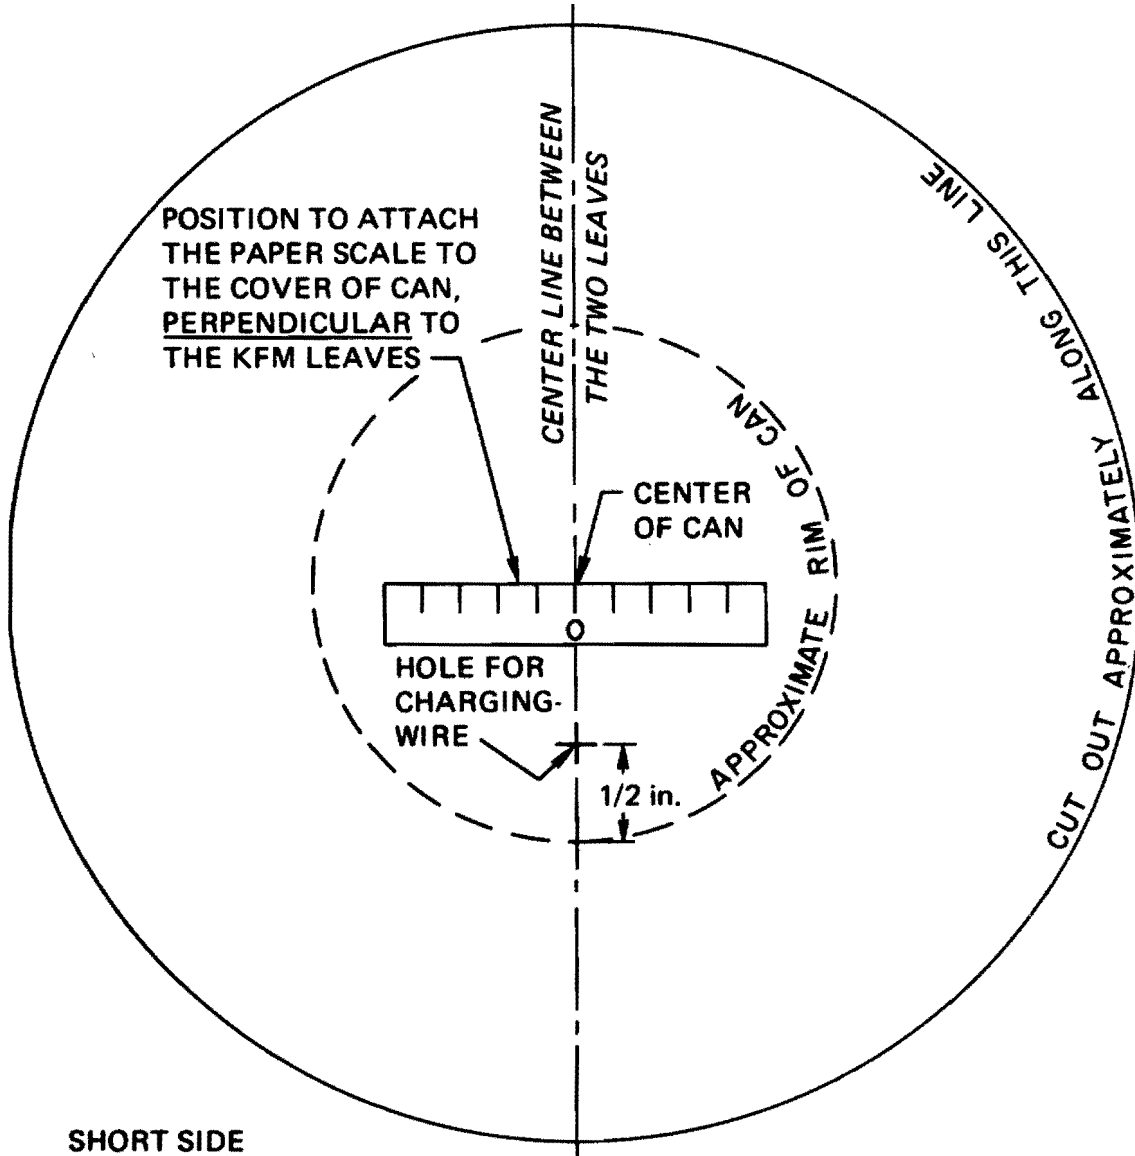 CENTER LINE BETWEEN
THE TWO LEAVES
POSITION TO ATTACH
THE PAPER SCALE TO
THE COVER OF CAN,
PERPENDICULAR TO
THE KFM LEAVES
CUT OUT APPROXIMATELY ALONG THIS LINE
APPROXIMATE RIM OF CAN
CENTER
OF CAN
0
HOLE FOR
CHARGING-
WIRE
1/2 in.
SHORT SIDE